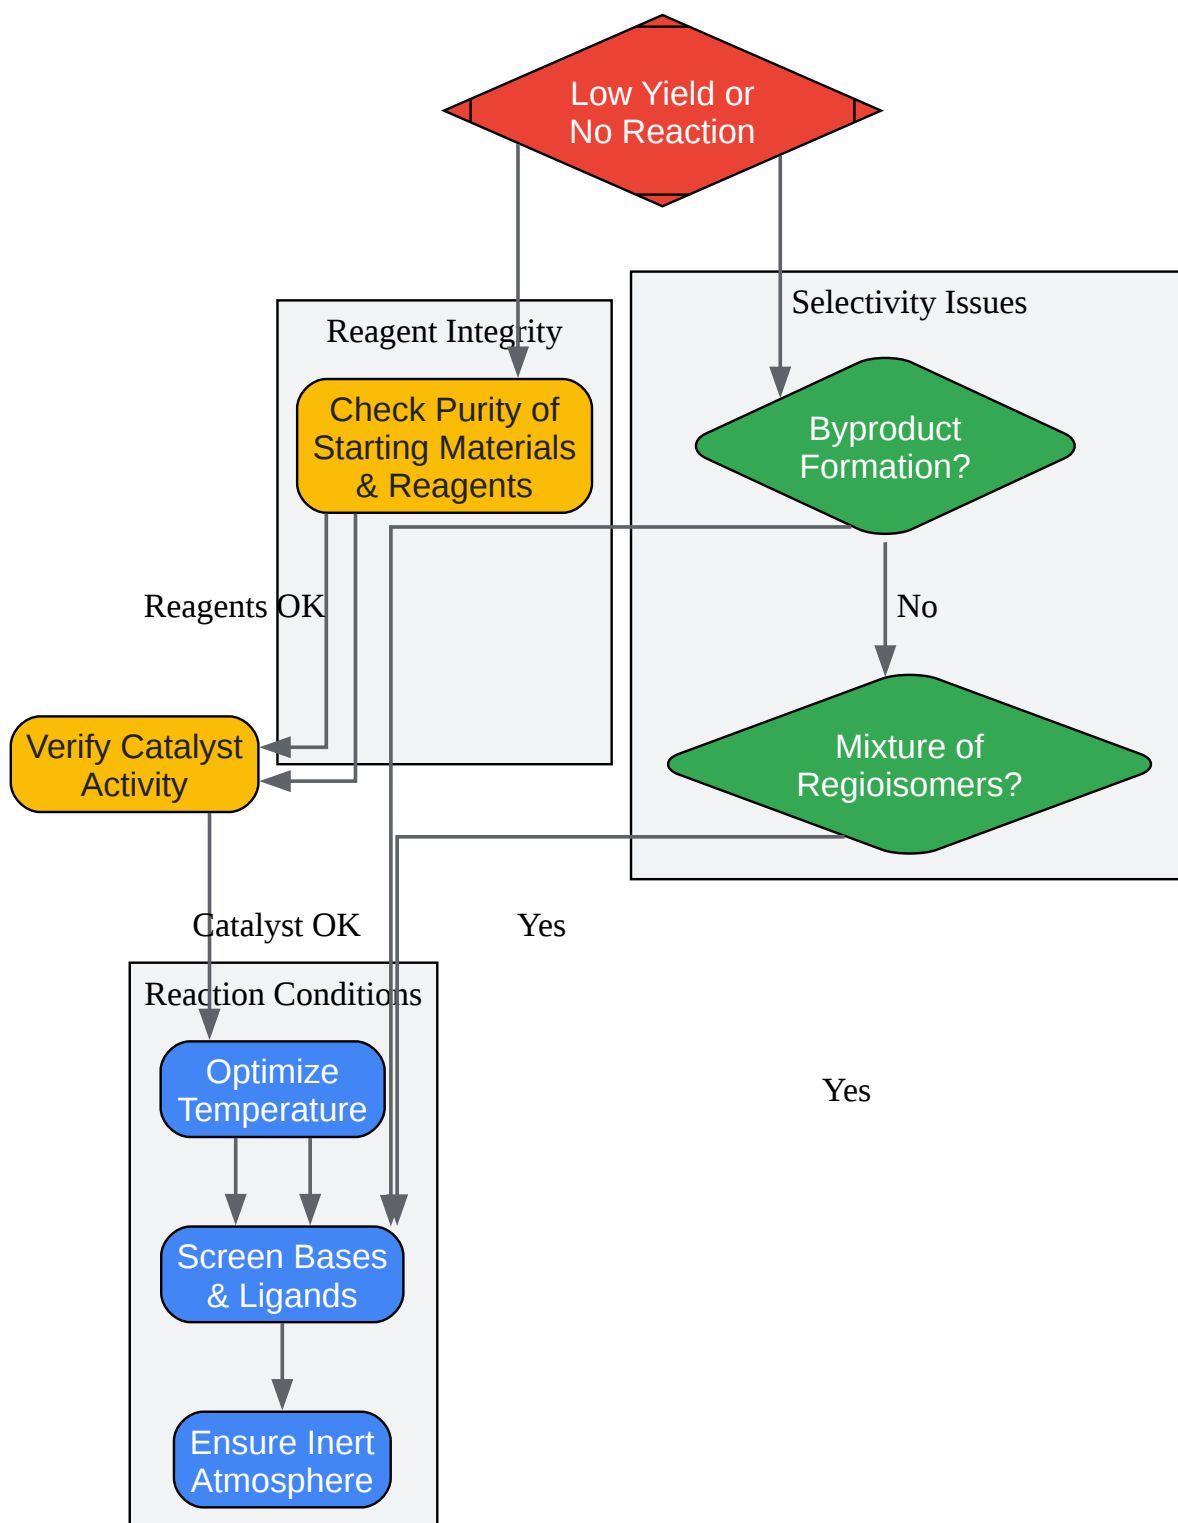 Low Yield or
No Reaction
Selectivity Issues
Reagent Integrity
Check Purity of
Starting Materials
& Reagents
Byproduct
Formation?
Reagents OK
No
Verify Catalyst
Activity
Mixture of
Regioisomers?
Catalyst OK
Yes
Reaction Conditions
Optimize
Temperature
Yes
Screen Bases
& Ligands
Ensure Inert
Atmosphere